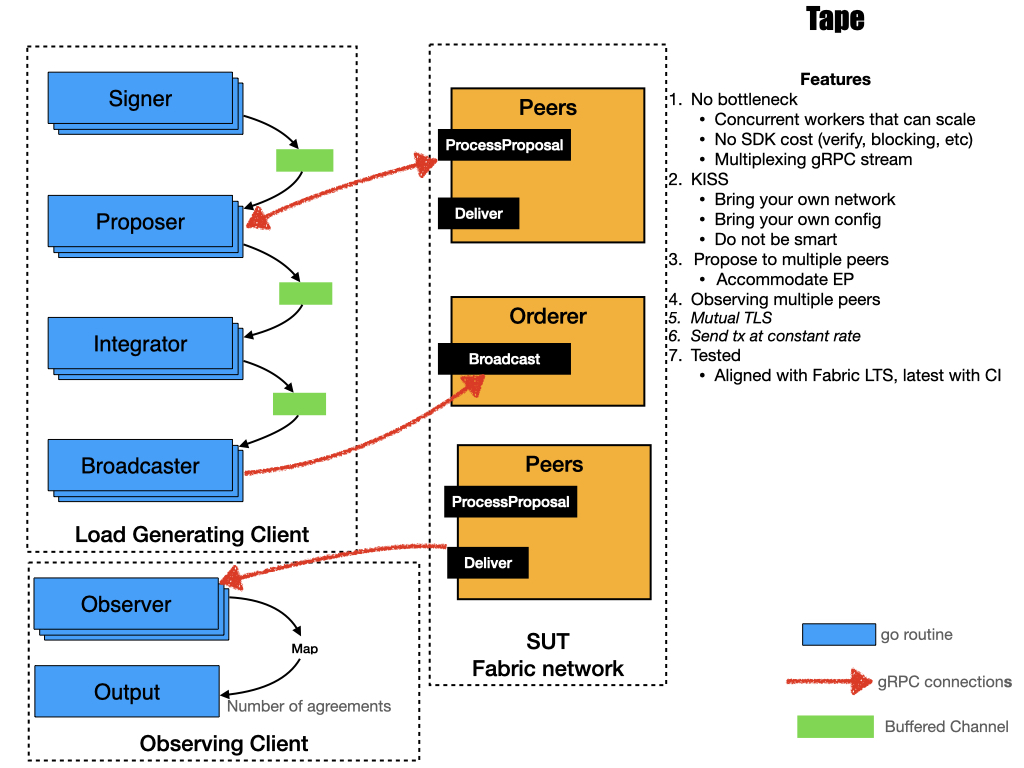 Tape
Signer
Proposer
Integrator
Broadcaster
Load Generating Client
Observer
Map
Output
Number of agreements
Observing Client
Peers
ProcessProposal
Deliver
Orderer
Broadcast
Peers
ProcessProposal
Deliver
SUT
Fabric network
Features
1. No bottleneck
• Concurrent workers that can scale
• No SDK cost (verify, blocking, etc)
• Multiplexing gRPC stream
2. KISS
• Bring your own network
• Bring your own config
• Do not be smart
3. Propose to multiple peers
• Accommodate EP
4. Observing multiple peers
5. Mutual TLS
6. Send tx at constant rate
7. Tested
• Aligned with Fabric LTS, latest with CI
go routine
gRPC connections
Buffered Channel